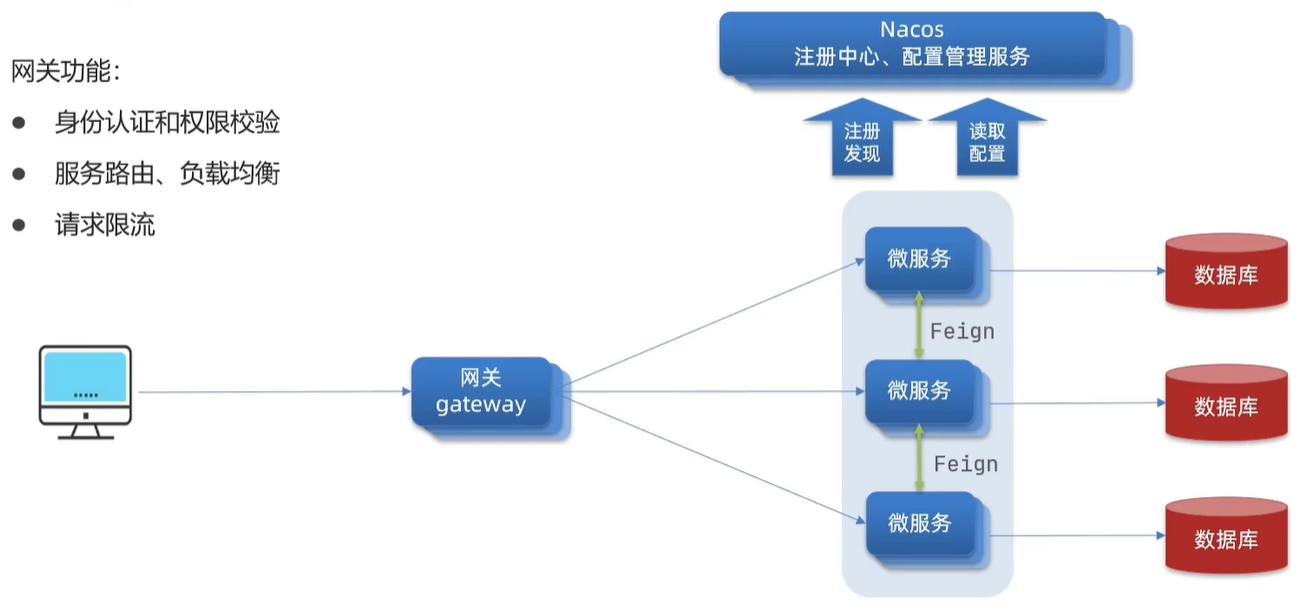 Nacos
注册中心、配置管理服务
网关功能：
身份认证和权限校验
服务路由、负载均衡
请求限流
注册
发现
读取
配置
微服务
数据库
Feign
网关
gateway
微服务
数据库
Feign
微服务
数据库